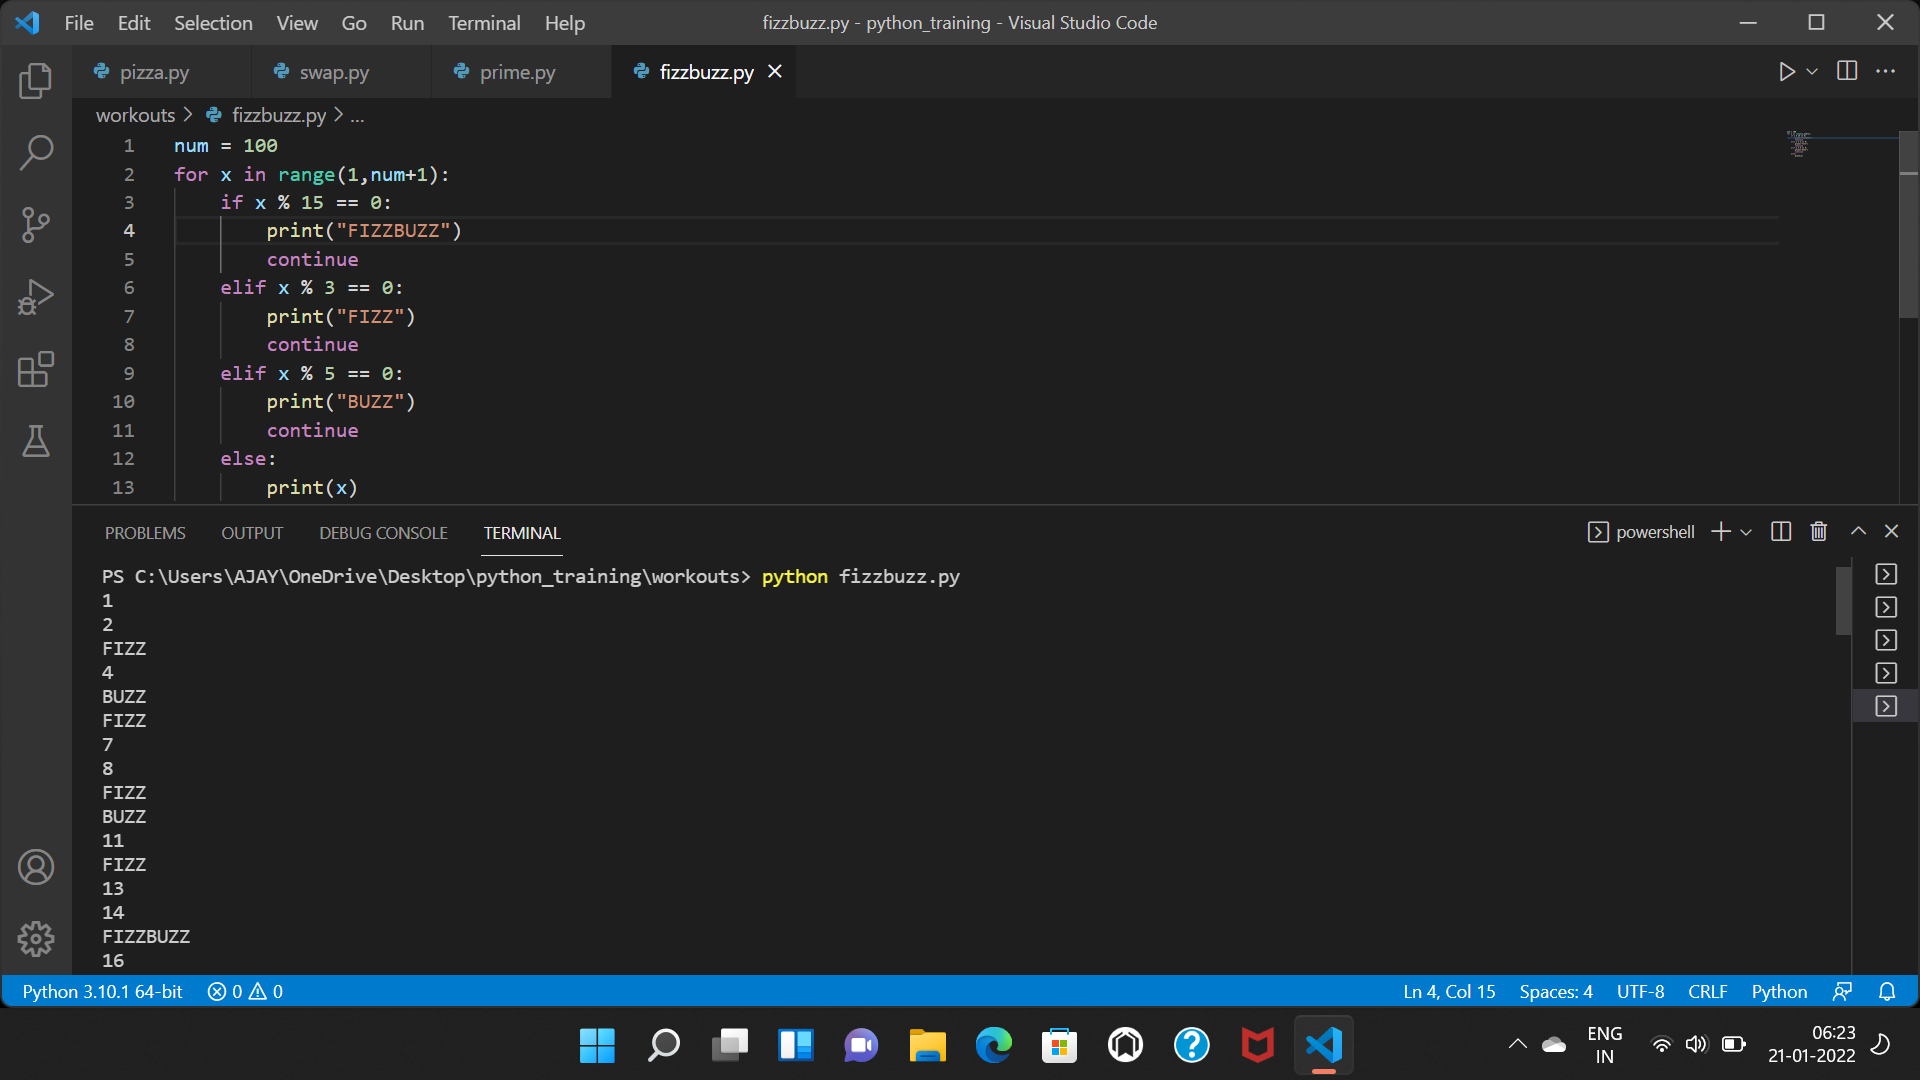 File Edit Selection View Go Run Terminal Help
fizzbuzz.py - python_training - Visual Studio Code
pizza.py swap.py prime.py fizzbuzz.py
workouts > fizzbuzz.py > ...
1 num = 100
2 for x in range(1,num+1):
3     if x % 15 == 0:
4         print("FIZZBUZZ")
5         continue
6     elif x % 3 == 0:
7         print("FIZZ")
8         continue
9     elif x % 5 == 0:
10         print("BUZZ")
11         continue
12     else:
13         print(x)
PROBLEMS OUTPUT DEBUG CONSOLE TERMINAL
powershell
PS C:\Users\AJAY\OneDrive\Desktop\python_training\workouts> python fizzbuzz.py
1
2
FIZZ
4
BUZZ
FIZZ
7
8
FIZZ
BUZZ
11
FIZZ
13
14
FIZZBUZZ
16
Python 3.10.1 64-bit 0 0
Ln 4, Col 15 Spaces: 4 UTF-8 CRLF Python
ENG
IN
06:23
21-01-2022